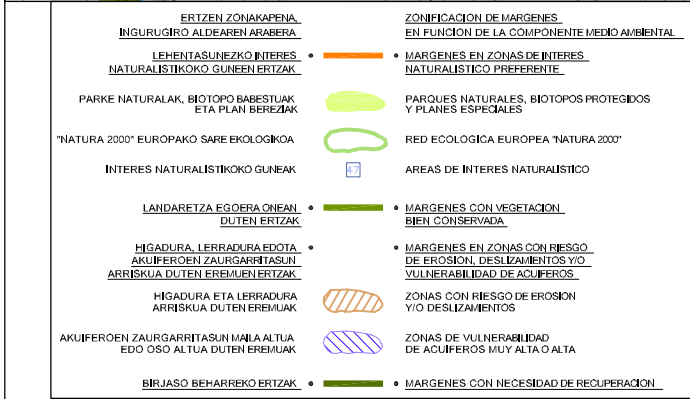 ERTZEN ZONAKAPENA,
INGURUGIRO ALDEAREN ARABERA
ZONIFICACION DE MARGENES
EN FUNCION DE LA COMPONENTE MEDIO AMBIENTAL
LEHENTASUNEZKO INTERES
NATURALISTIKOKO GUNEEN ERTZAK
MARGENES EN ZONAS DE INTERES
NATURALISTICO PREFERENTE
PARKE NATURALAK, BIOTOPO BABESTUAK
ETA PLAN BEREZIAK
PARQUES NATURALES, BIOTOPOS PROTEGIDOS
Y PLANES ESPECIALES
"NATURA 2000" EUROPAKO SARE EKOLOGIKOA
RED ECOLOGICA EUROPEA "NATURA 2000"
INTERES NATURALISTIKOKO GUNEAK
47
AREAS DE INTERES NATURALISTICO
LANDARETZA EGOERA ONEAN
DUTEN ERTZAK
MARGENES CON VEGETACION
BIEN CONSERVADA
HIGADURA, LERRADURA EDOTA
AKUIFEROEN ZAURGARRITASUN
ARRISKUA DUTEN EREMUEN ERTZAK
MARGENES EN ZONAS CON RIESGO
DE EROSION, DESLIZAMIENTOS Y/O
VULNERABILIDAD DE ACUIFEROS
HIGADURA ETA LERRADURA
ARRISKUA DUTEN EREMUAK
ZONAS CON RIESGO DE EROSION
Y/O DESLIZAMIENTOS
AKUIFEROEN ZAURGARRITASUN MAILA ALTUA
EDO OSO ALTUA DUTEN EREMUAK
ZONAS DE VULNERABILIDAD
DE ACUIFEROS MUY ALTA O ALTA
BIRJASO BEHARREKO ERTZAK
MARGENES CON NECESIDAD DE RECUPERACION